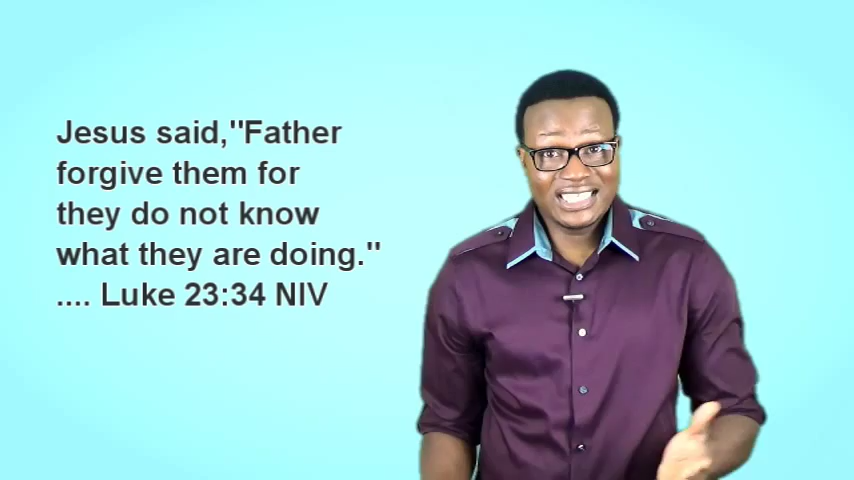 Jesus said,"Father
forgive them for
they do not know
what they are doing."
.... Luke 23:34 NIV